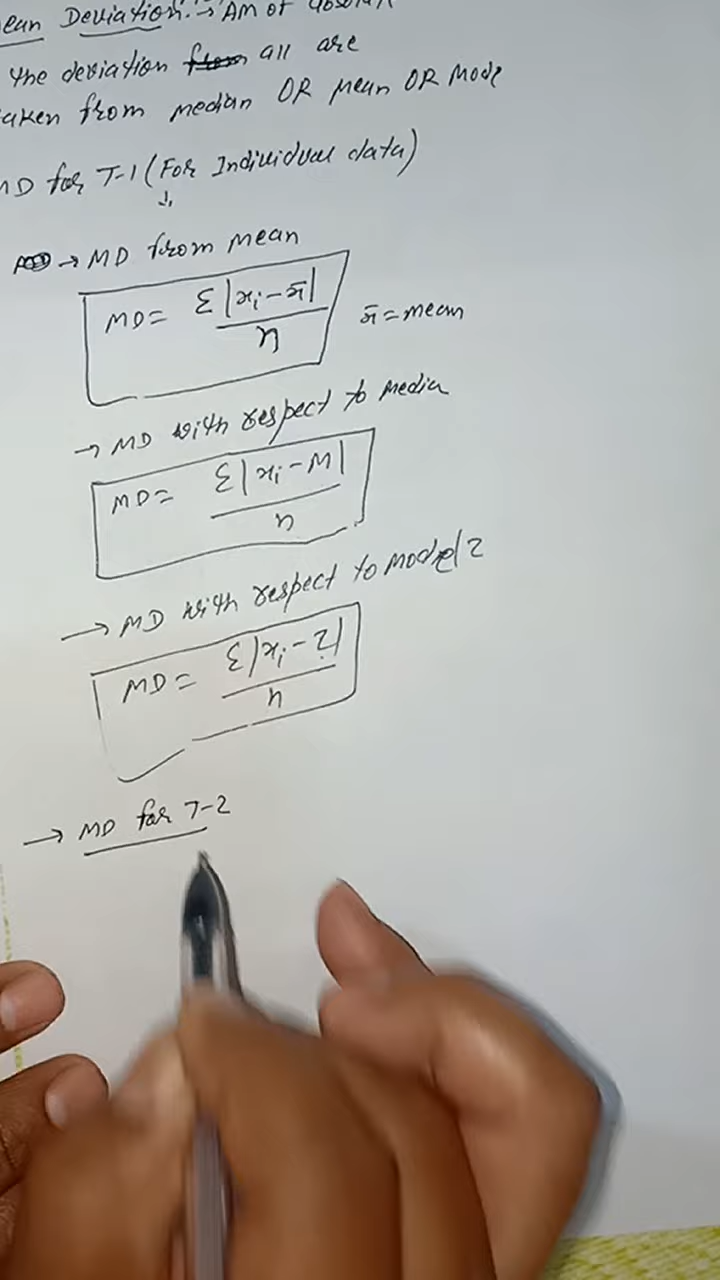 ean Deviation :→ AM of absolut
the deviation all are
taken from median OR mean OR Mode
MD for T-1 (For Individual data)
→ MD from mean
MD = Σ|xi-x̄| / n x̄ = mean
→ MD with respect to Media
MD = Σ|xi-M| / n
→ MD with respect to mode/z
MD = Σ|xi-z| / n
→ MD for T-2